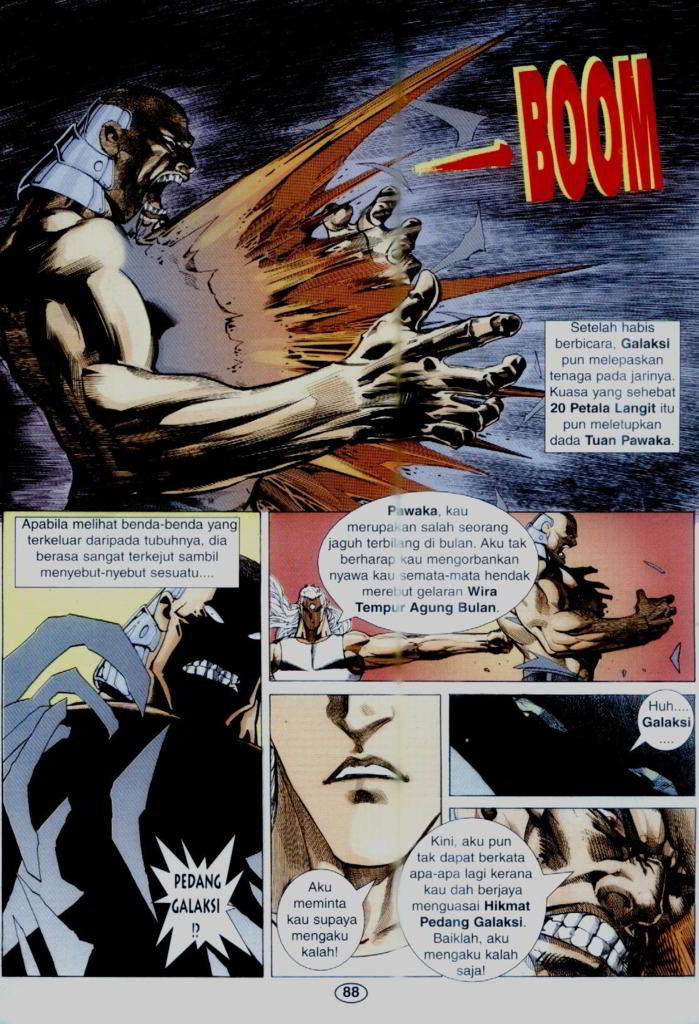 BOOM
Setelah habis
berbicara, Galaksi
pun melepaskan
tenaga pada jarinya.
Kuasa yang sehebat
20 Petala Langit itu
pun meletupkan
dada Tuan Pawaka.
Apabila melihat benda-benda yang
terkeluar daripada tubuhnya, dia
berasa sangat terkejut sambil
menyebut-nyebut sesuatu....
PEDANG
GALAKSI
!?
Pawaka, kau
merupakan salah seorang
jaguh terbilang di bulan. Aku tak
berharap kau mengorbankan
nyawa kau semata-mata hendak
merebut gelaran Wira
Tempur Agung Bulan.
Aku
meminta
kau supaya
mengaku
kalah!
Huh....
Galaksi
....
Kini, aku pun
tak dapat berkata
apa-apa lagi kerana
kau dah berjaya
menguasai Hikmat
Pedang Galaksi.
Baiklah, aku
mengaku kalah
saja!
88